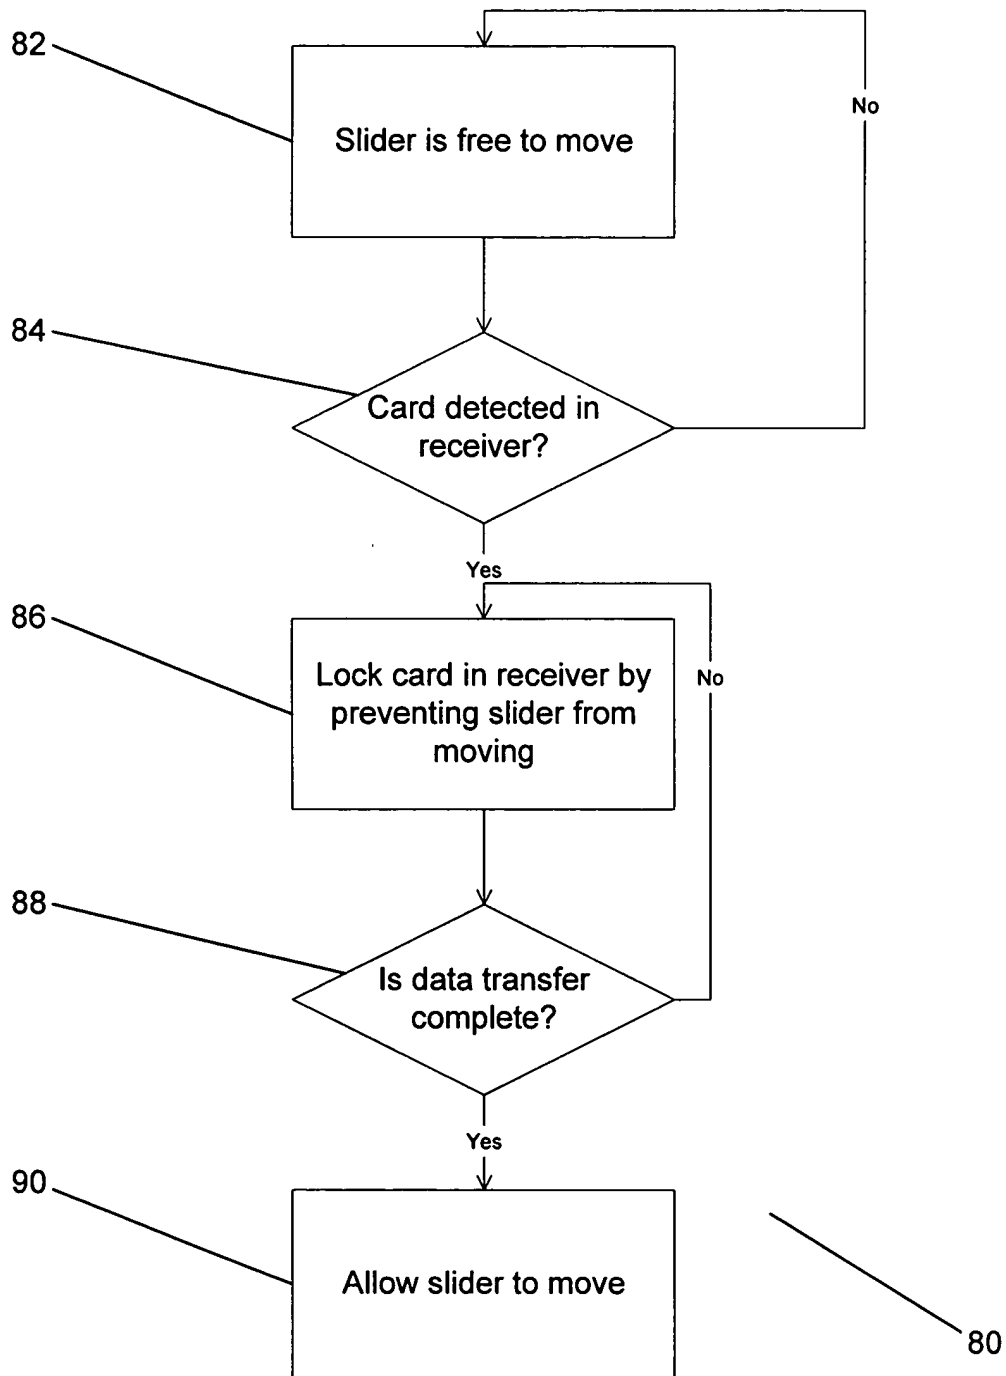 82
Slider is free to move
No
84
Card detected in
receiver?
Yes
86
Lock card in receiver by
preventing slider from
moving
No
88
Is data transfer
complete?
Yes
90
Allow slider to move
80